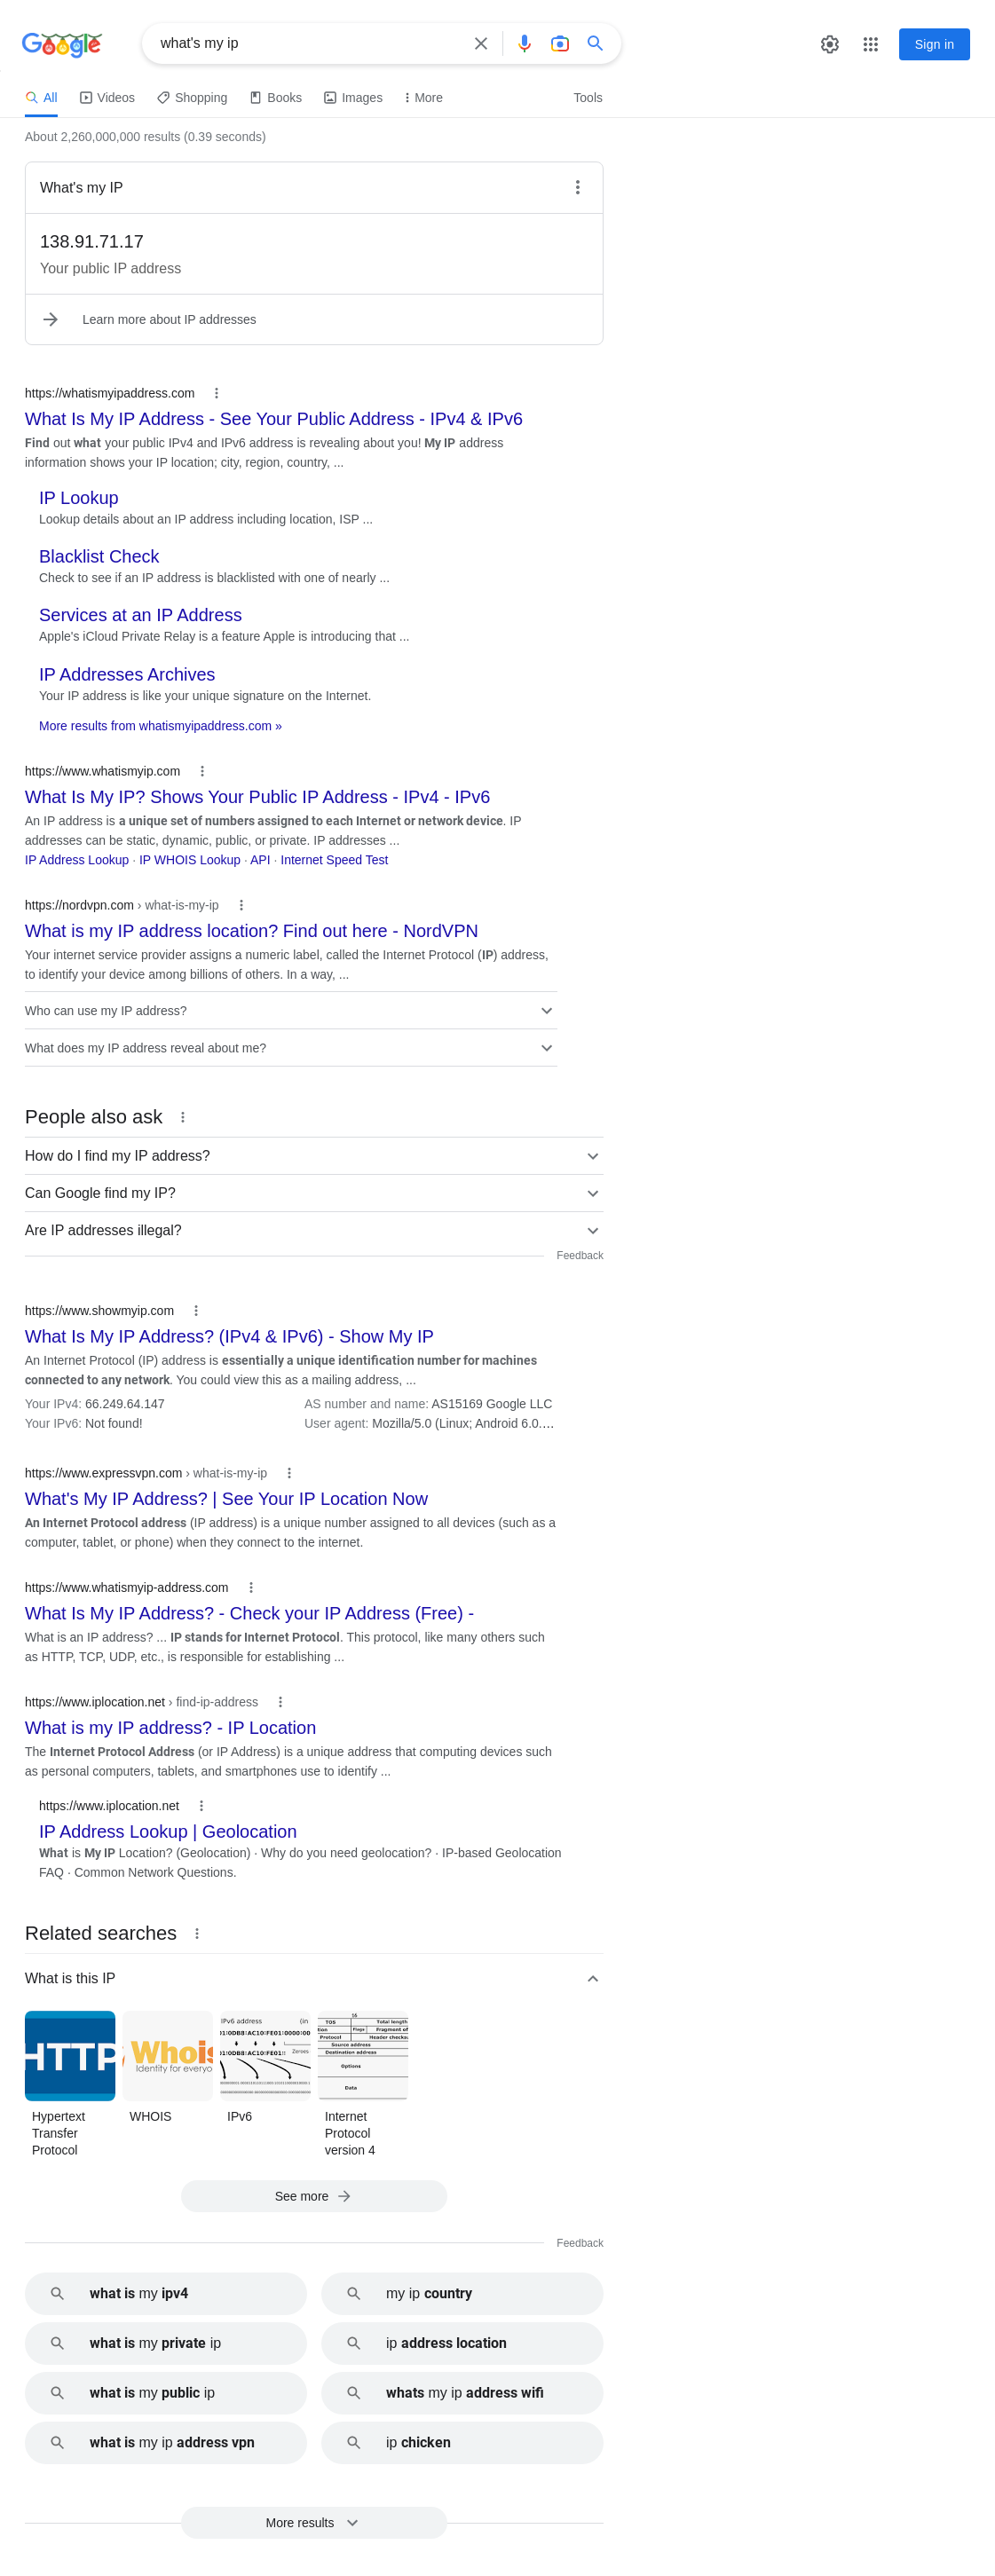 Google
what's my ip
Sign in
All
Videos
Shopping
Books
Images
More
Tools
About 2,260,000,000 results (0.39 seconds)
What's my IP
138.91.71.17
Your public IP address
Learn more about IP addresses
https://whatismyipaddress.com
What Is My IP Address - See Your Public Address - IPv4 & IPv6
Find out what your public IPv4 and IPv6 address is revealing about you! My IP address
information shows your IP location; city, region, country, ...
IP Lookup
Lookup details about an IP address including location, ISP ...
Blacklist Check
Check to see if an IP address is blacklisted with one of nearly ...
Services at an IP Address
Apple's iCloud Private Relay is a feature Apple is introducing that ...
IP Addresses Archives
Your IP address is like your unique signature on the Internet.
More results from whatismyipaddress.com »
https://www.whatismyip.com
What Is My IP? Shows Your Public IP Address - IPv4 - IPv6
An IP address is a unique set of numbers assigned to each Internet or network device. IP
addresses can be static, dynamic, public, or private. IP addresses ...
IP Address Lookup · IP WHOIS Lookup · API · Internet Speed Test
https://nordvpn.com › what-is-my-ip
What is my IP address location? Find out here - NordVPN
Your internet service provider assigns a numeric label, called the Internet Protocol (IP) address,
to identify your device among billions of others. In a way, ...
Who can use my IP address?
What does my IP address reveal about me?
People also ask
How do I find my IP address?
Can Google find my IP?
Are IP addresses illegal?
Feedback
https://www.showmyip.com
What Is My IP Address? (IPv4 & IPv6) - Show My IP
An Internet Protocol (IP) address is essentially a unique identification number for machines
connected to any network. You could view this as a mailing address, ...
Your IPv4: 66.249.64.147
AS number and name: AS15169 Google LLC
Your IPv6: Not found!
User agent: Mozilla/5.0 (Linux; Android 6.0....
https://www.expressvpn.com › what-is-my-ip
What's My IP Address? | See Your IP Location Now
An Internet Protocol address (IP address) is a unique number assigned to all devices (such as a
computer, tablet, or phone) when they connect to the internet.
https://www.whatismyip-address.com
What Is My IP Address? - Check your IP Address (Free) -
What is an IP address? ... IP stands for Internet Protocol. This protocol, like many others such
as HTTP, TCP, UDP, etc., is responsible for establishing ...
https://www.iplocation.net › find-ip-address
What is my IP address? - IP Location
The Internet Protocol Address (or IP Address) is a unique address that computing devices such
as personal computers, tablets, and smartphones use to identify ...
https://www.iplocation.net
IP Address Lookup | Geolocation
What is My IP Location? (Geolocation) · Why do you need geolocation? · IP-based Geolocation
FAQ · Common Network Questions.
Related searches
What is this IP
HTTP
Whois
Identity for everyo
IPv6 address (in
Zeroes
16
TOS Total length
Flags Fragment of
Protocol Header checks
Source address
Destination address
Options
Data
Hypertext
Transfer
Protocol
WHOIS
IPv6
Internet
Protocol
version 4
See more
Feedback
what is my ipv4
my ip country
what is my private ip
ip address location
what is my public ip
whats my ip address wifi
what is my ip address vpn
ip chicken
More results